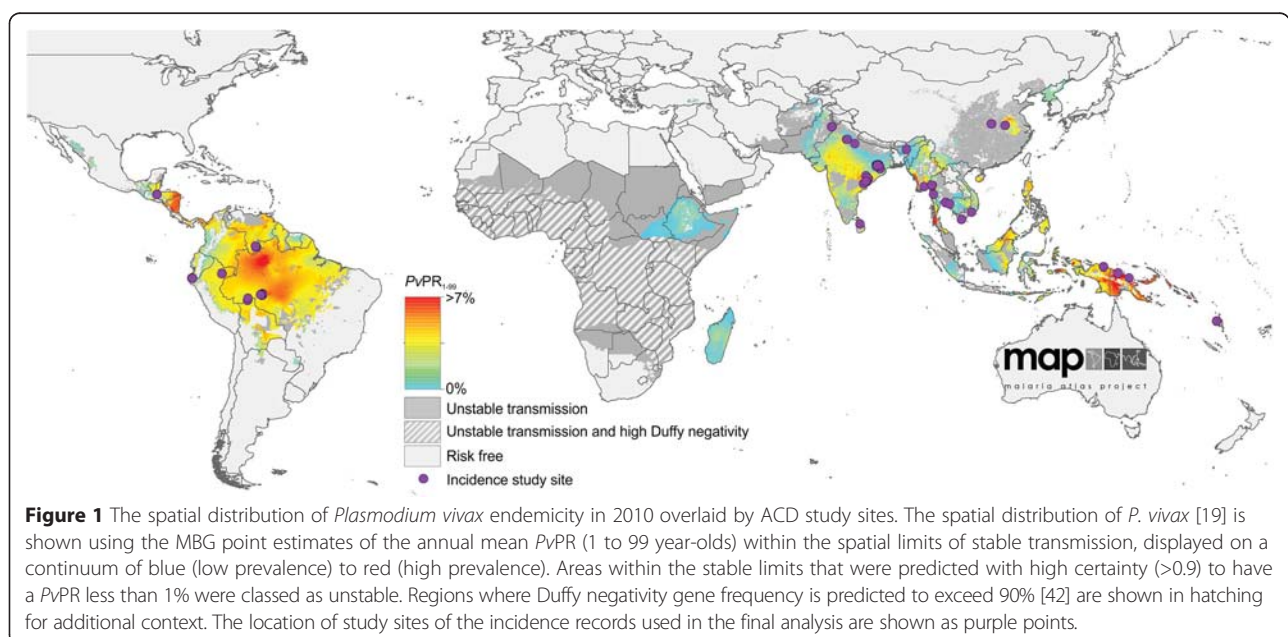 PvPR1-99
>7%
0%
Unstable transmission
Unstable transmission and high Duffy negativity
Risk free
Incidence study site
map
malaria atlas project
Figure 1 The spatial distribution of Plasmodium vivax endemicity in 2010 overlaid by ACD study sites. The spatial distribution of P. vivax [19] is
shown using the MBG point estimates of the annual mean PvPR (1 to 99 year-olds) within the spatial limits of stable transmission, displayed on a
continuum of blue (low prevalence) to red (high prevalence). Areas within the stable limits that were predicted with high certainty (>0.9) to have
a PvPR less than 1% were classed as unstable. Regions where Duffy negativity gene frequency is predicted to exceed 90% [42] are shown in hatching
for additional context. The location of study sites of the incidence records used in the final analysis are shown as purple points.